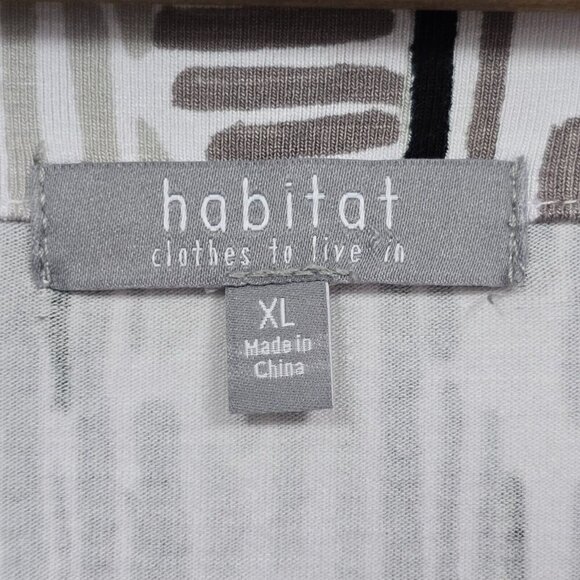 habitat
clothes to live in
XL
Made in
China